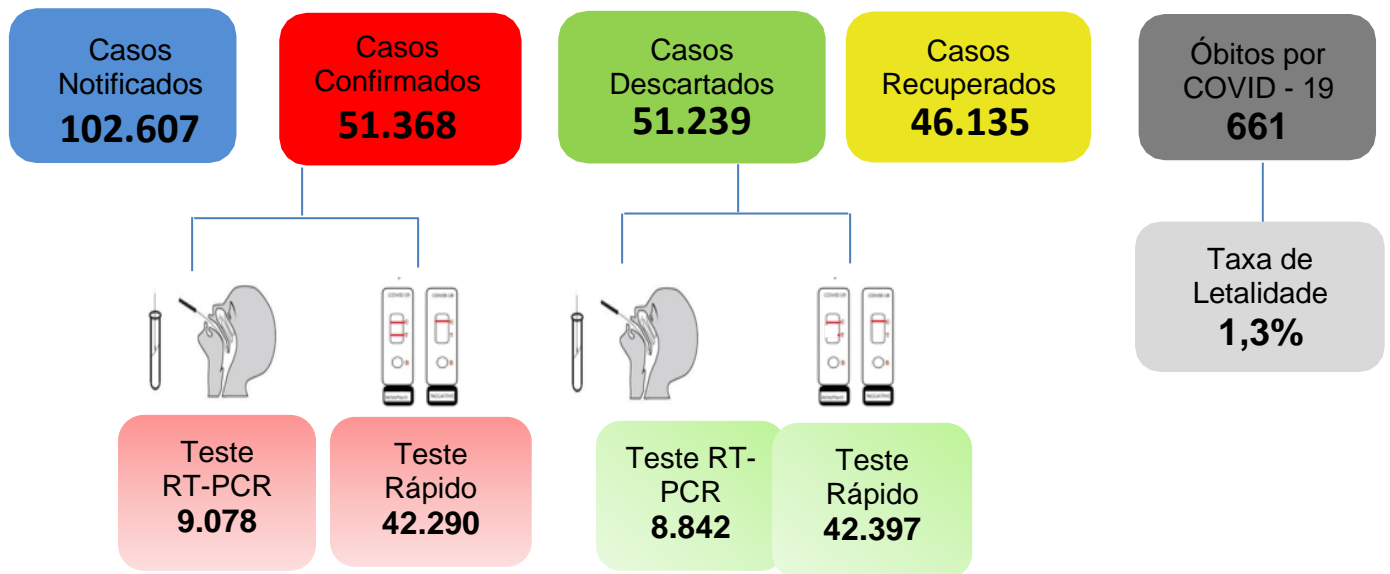 Casos
Notificados
102.607
Casos
Confirmados
51.368
Casos
Descartados
51.239
Casos
Recuperados
46.135
Óbitos por
COVID - 19
661
Taxa de
Letalidade
1,3%
Teste
RT-PCR
9.078
Teste
Rápido
42.290
Teste RT-
PCR
8.842
Teste
Rápido
42.397